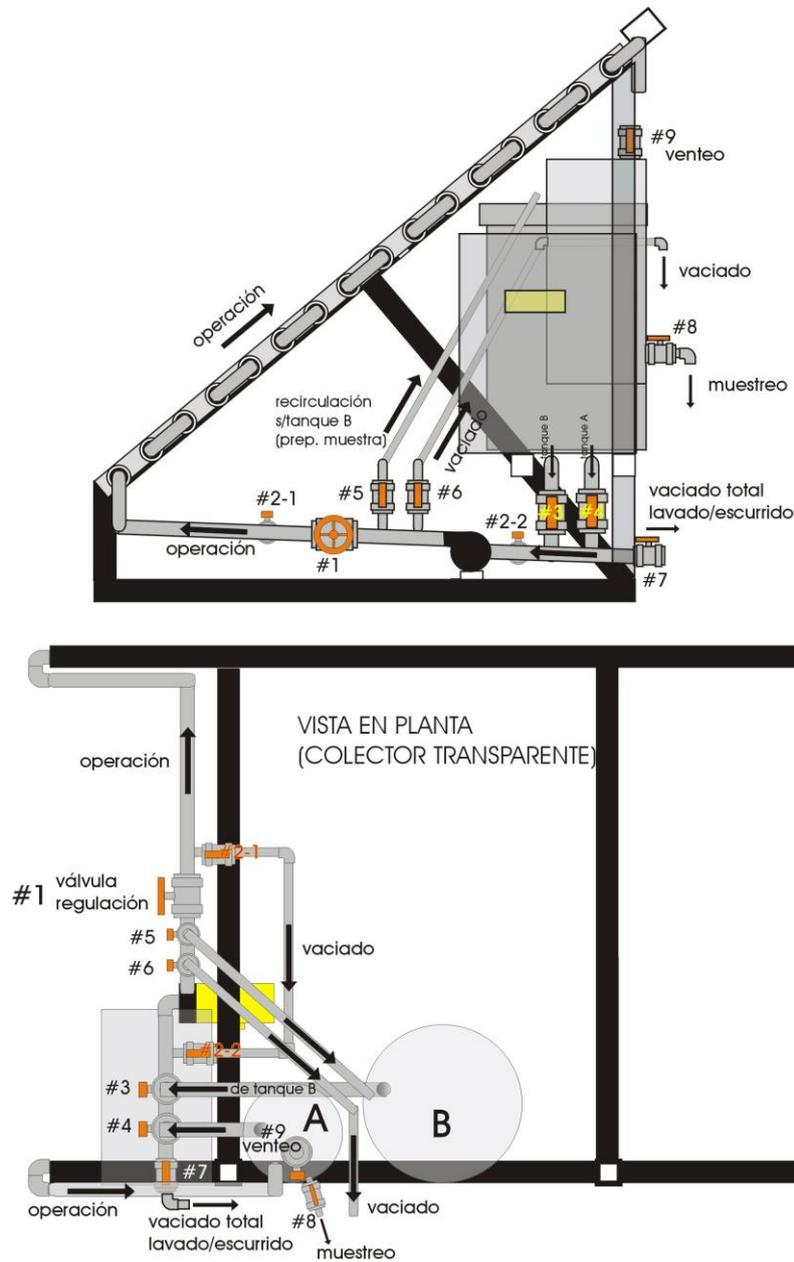 #9
venteo
vaciado
operación
#8
muestreo
recirculación
s/tanque B
(prep. muestra)
vaciado
tanque B
tanque A
#5
#6
#3
#4
#2-1
#2-2
vaciado total
lavado/escurrido
operación
#1
#7
VISTA EN PLANTA
(COLECTOR TRANSPARENTE)
operación
#2-1
#1
válvula
regulación
#5
#6
vaciado
#2-2
#3
de tanque B
A
B
#4
#9
venteo
#7
operación
vaciado total
lavado/escurrido
#8
muestreo
vaciado